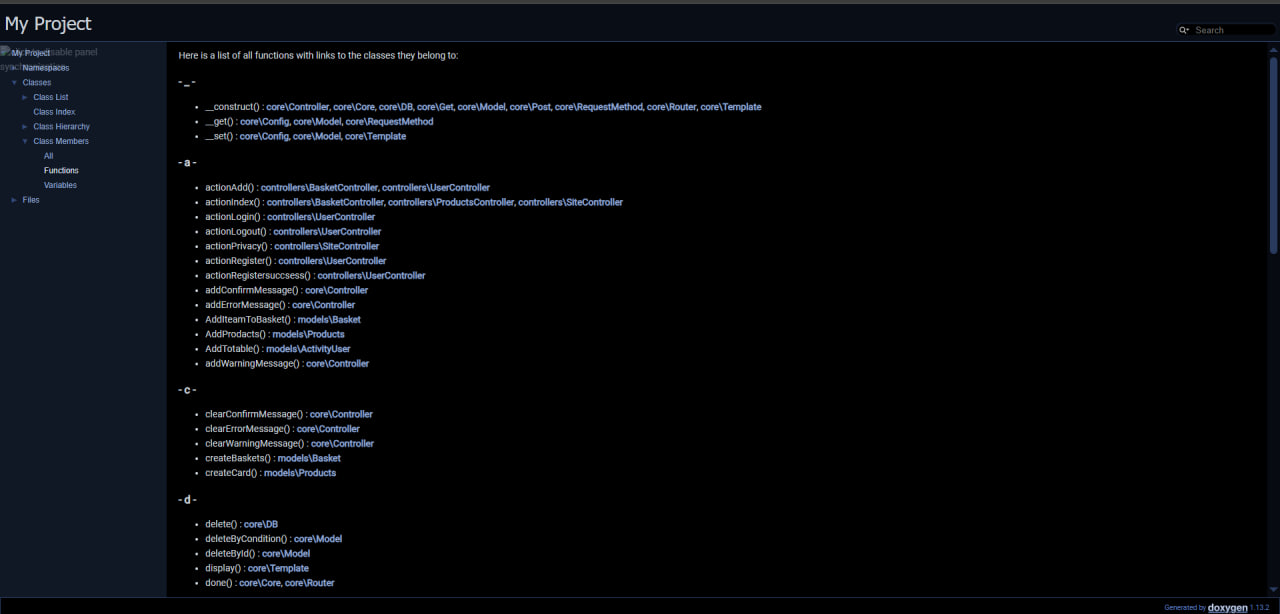 My Project
Search
My Project
Namespaces
Classes
Class List
Class Index
Class Hierarchy
Class Members
All
Functions
Variables
Files
Here is a list of all functions with links to the classes they belong to:
- _ -
__construct() : core\Controller, core\Core, core\DB, core\Get, core\Model, core\Post, core\RequestMethod, core\Router, core\Template
__get() : core\Config, core\Model, core\RequestMethod
__set() : core\Config, core\Model, core\Template
- a -
actionAdd() : controllers\BasketController, controllers\UserController
actionIndex() : controllers\BasketController, controllers\ProductsController, controllers\SiteController
actionLogin() : controllers\UserController
actionLogout() : controllers\UserController
actionPrivacy() : controllers\SiteController
actionRegister() : controllers\UserController
actionRegistersuccsess() : controllers\UserController
addConfirmMessage() : core\Controller
addErrorMessage() : core\Controller
AddIteamToBasket() : models\Basket
AddProdacts() : models\Products
AddTotable() : models\ActivityUser
addWarningMessage() : core\Controller
- c -
clearConfirmMessage() : core\Controller
clearErrorMessage() : core\Controller
clearWarningMessage() : core\Controller
createBaskets() : models\Basket
createCard() : models\Products
- d -
delete() : core\DB
deleteByCondition() : core\Model
deleteById() : core\Model
display() : core\Template
done() : core\Core, core\Router
Generated by doxygen 1.13.2